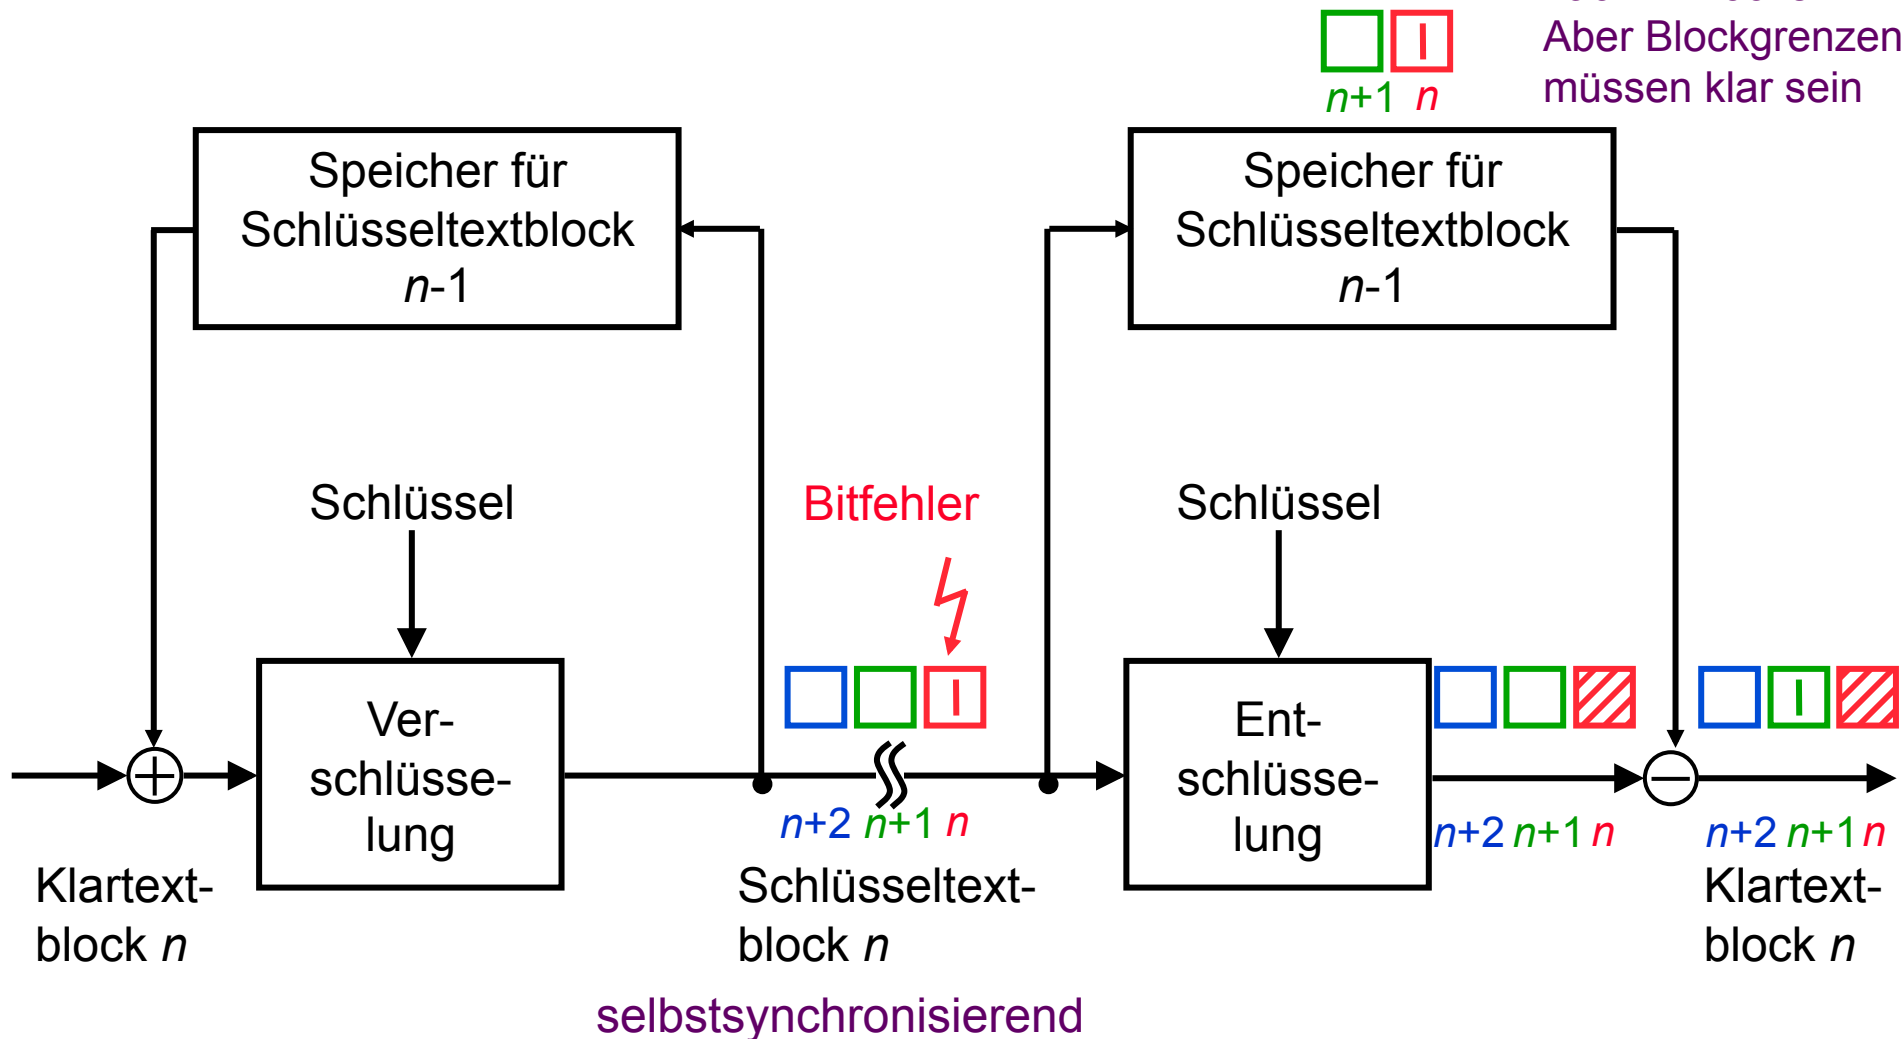 Aber Blockgrenzen
müssen klar sein
n+1 n
Speicher für
Schlüsseltextblock
n-1
Speicher für
Schlüsseltextblock
n-1
Schlüssel
Bitfehler
Schlüssel
Ver-
schlüsse-
lung
Ent-
schlüsse-
lung
n+2 n+1 n
n+2 n+1 n
n+2 n+1 n
Klartext-
block n
Schlüsseltext-
block n
Klartext-
block n
selbstsynchronisierend